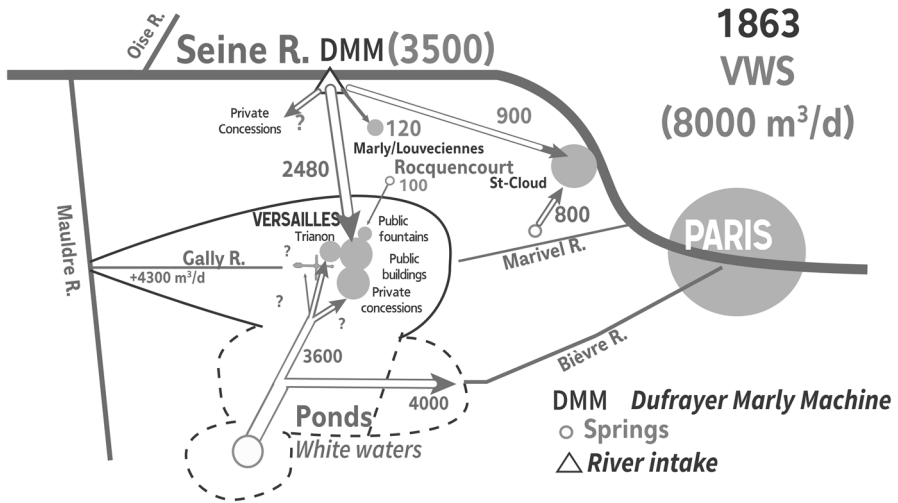 Oise R.
Seine R. DMM (3500)
1863
VWS
(8000 m³/d)
Private
Concessions
?
120
Marly/Louveciennes
900
2480
Rocquencourt
100
St-Cloud
800
VERSAILLES
Trianon
Public
fountains
Public
buildings
Private
concessions
Mauldre R.
Gally R.
+4300 m³/d
?
?
?
Marivel R.
PARIS
Bièvre R.
3600
4000
Ponds
White waters
DMM Dufrayer Marly Machine
Springs
River intake